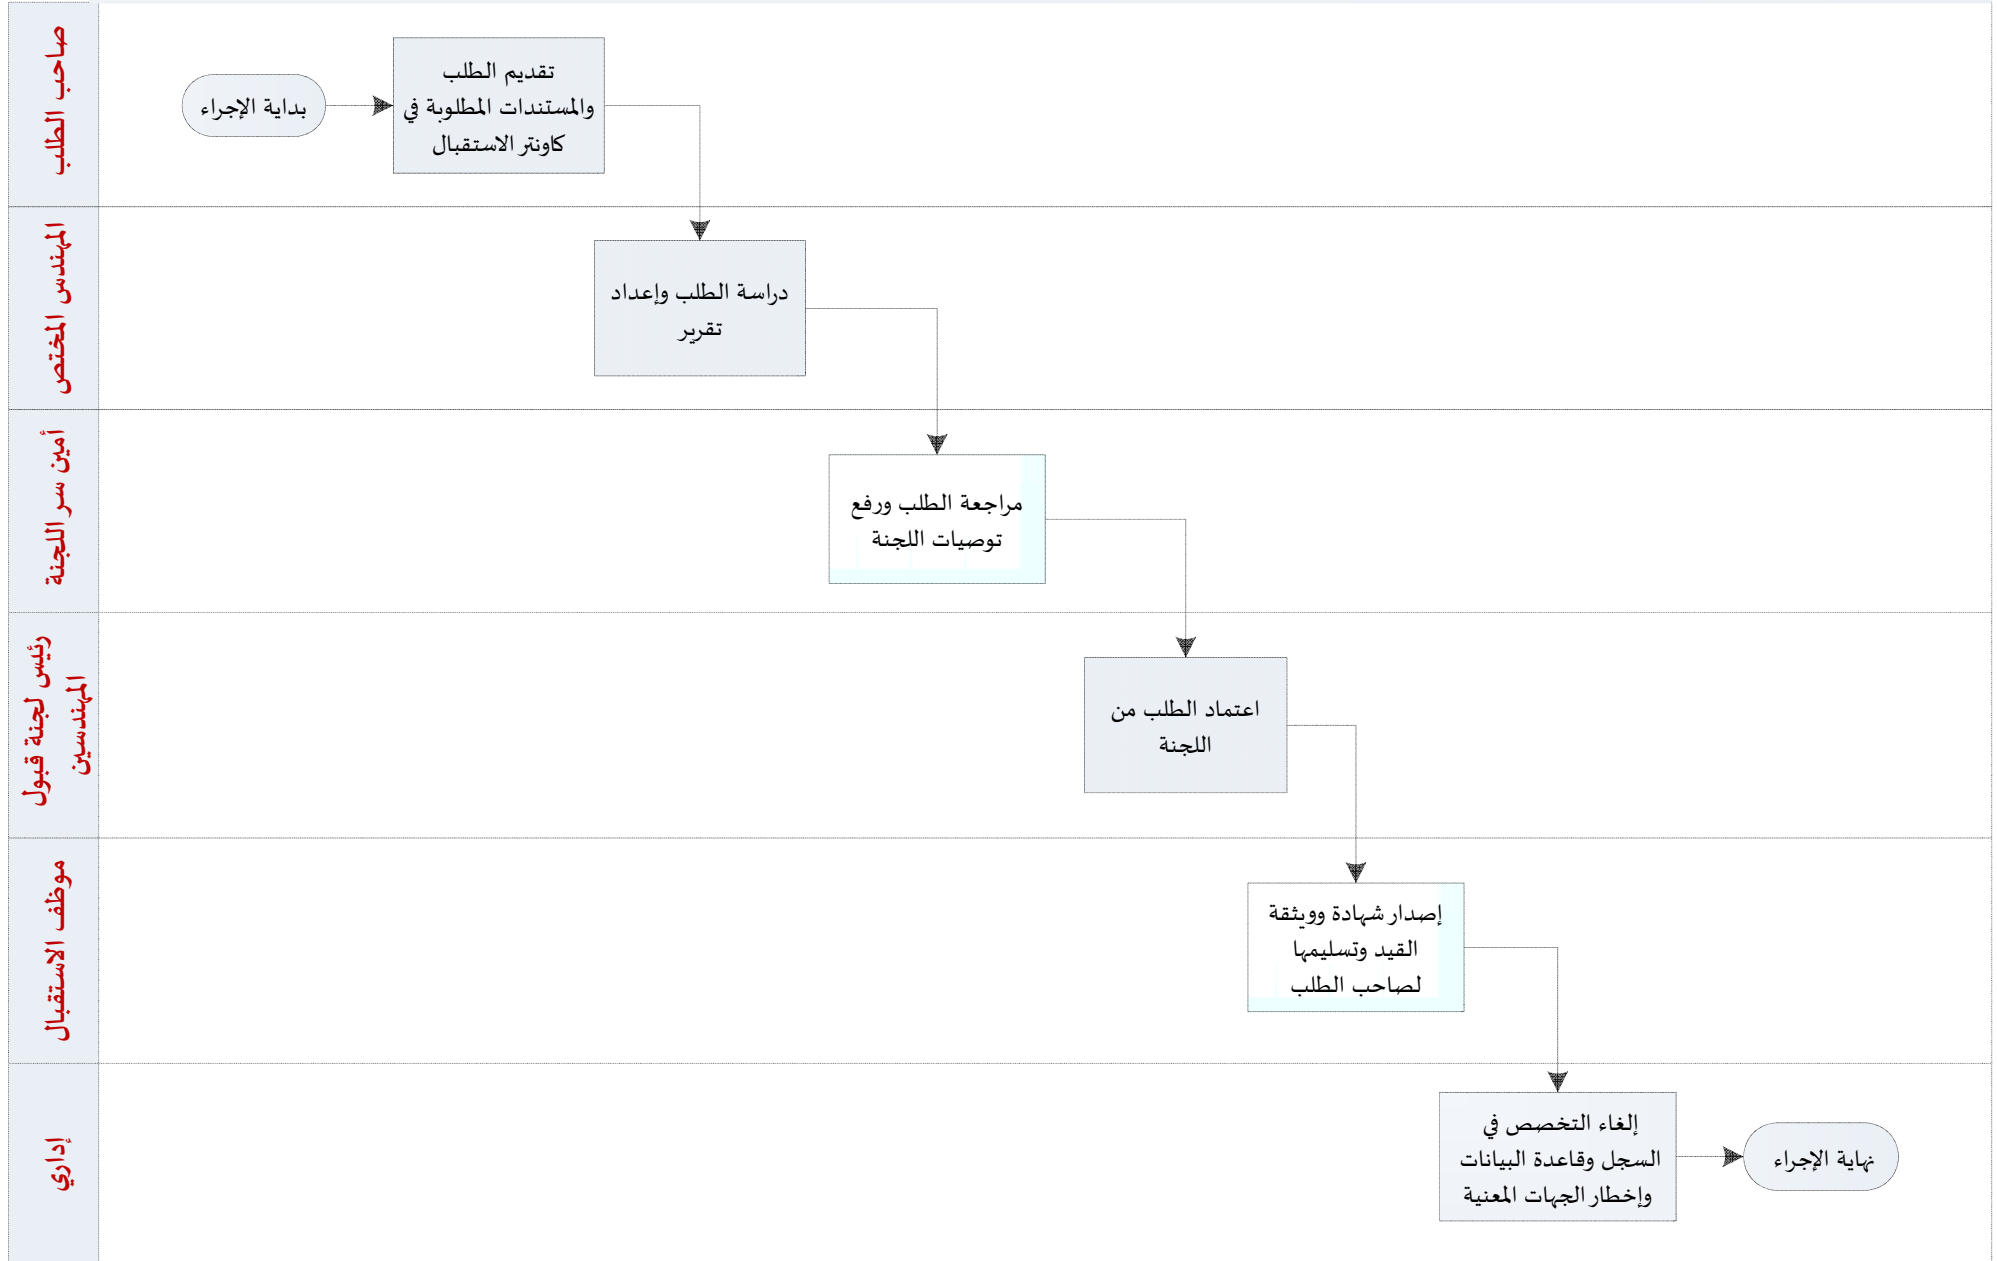 صاحب الطلب
بداية الإجراء
تقديم الطلب
والمستندات المطلوبة في
كاونتر الاستقبال
المهندس المختص
دراسة الطلب وإعداد
تقرير
أمين سر اللجنة
مراجعة الطلب ورفع
توصيات اللجنة
رئيس لجنة قبول
المهندسين
اعتماد الطلب من
اللجنة
موظف الاستقبال
إصدار شهادة وويثقة
القيد وتسليمها
لصاحب الطلب
إداري
إلغاء التخصص في
السجل وقاعدة البيانات
وإخطار الجهات المعنية
نهاية الإجراء